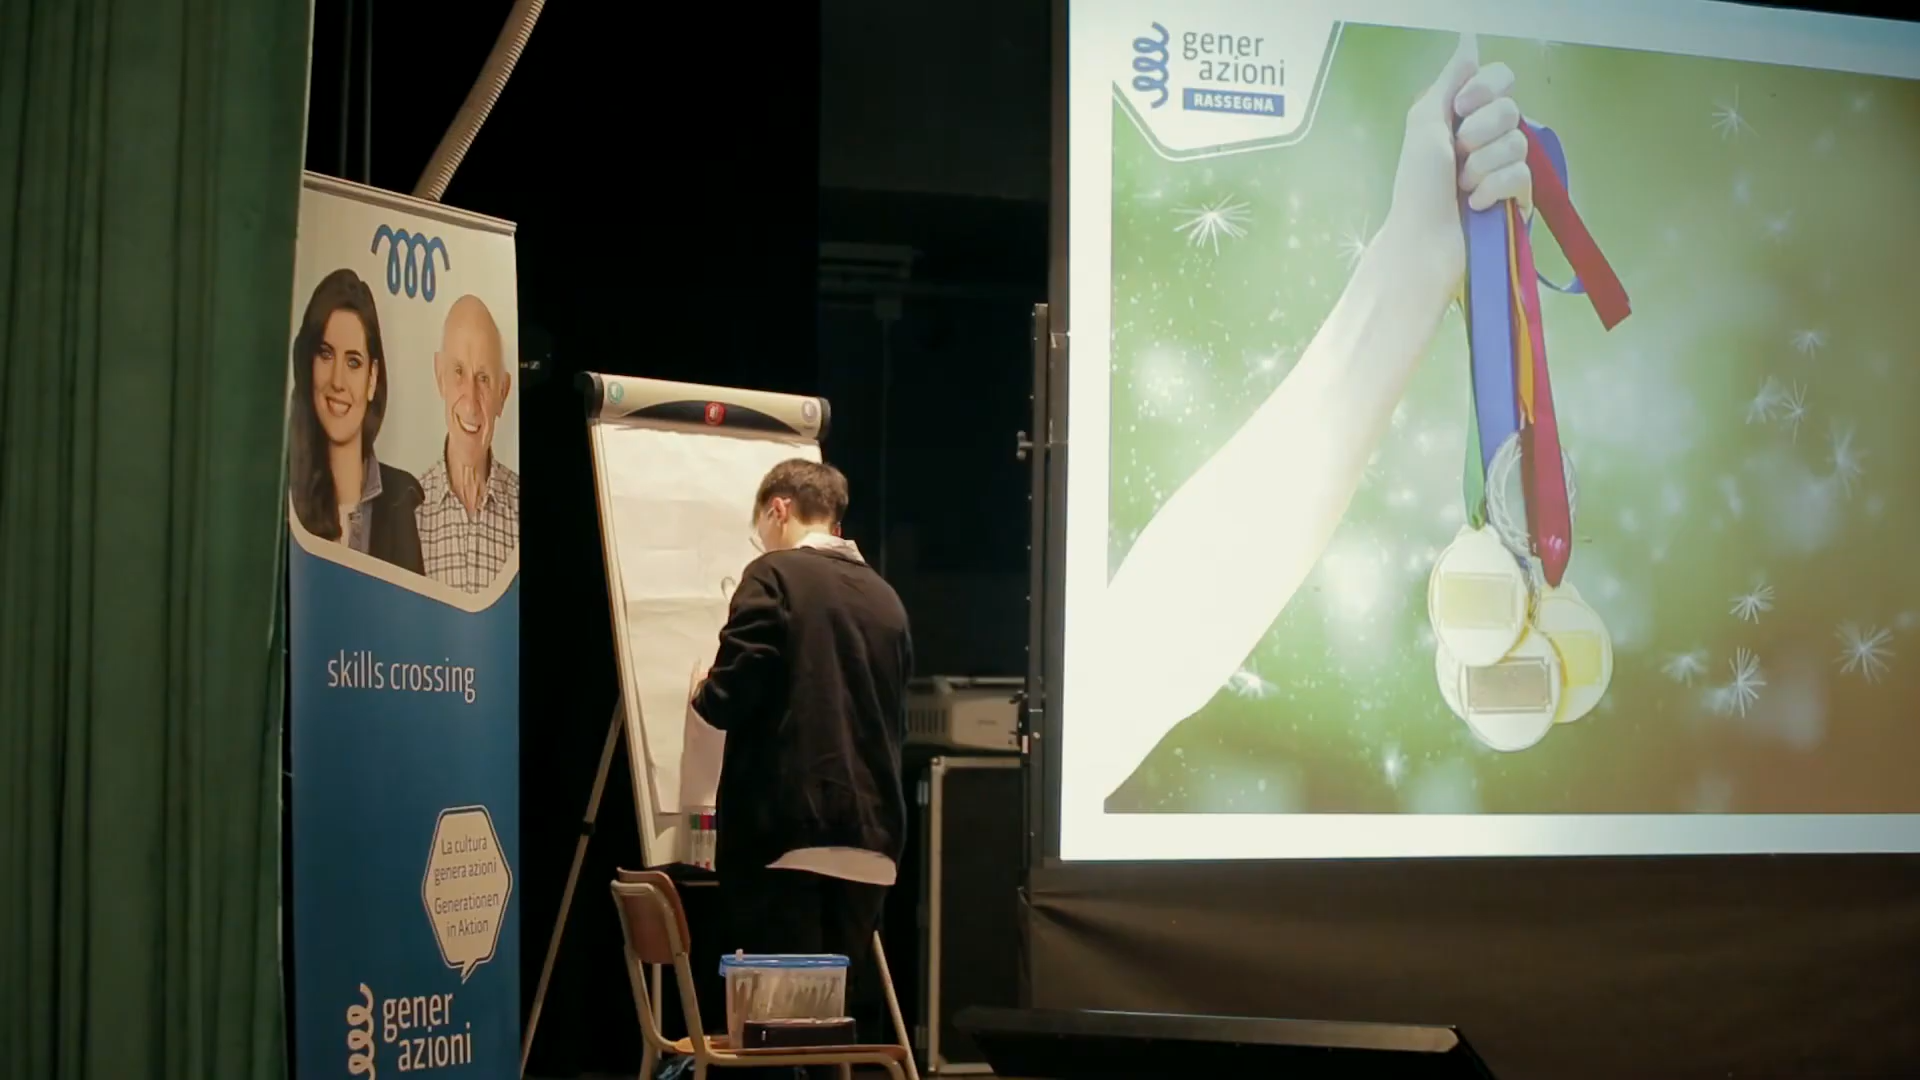 skills crossing
La cultura
genera azioni
Generationen
in Aktion
gener
azioni
gener
azioni
RASSEGNA